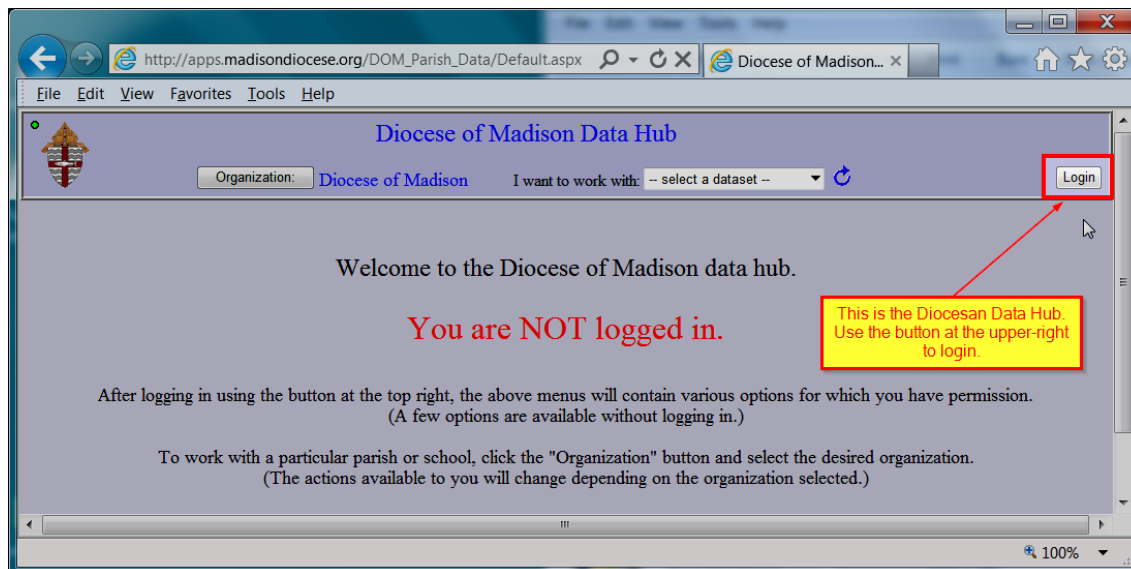 File Edit View Tools Help
http://apps.madisondiocese.org/DOM_Parish_Data/Default.aspx
Diocese of Madison...
File Edit View Favorites Tools Help
Diocese of Madison Data Hub
Organization: Diocese of Madison I want to work with: -- select a dataset -- Login
Welcome to the Diocese of Madison data hub.
You are NOT logged in.
This is the Diocesan Data Hub.
Use the button at the upper-right
to login.
After logging in using the button at the top right, the above menus will contain various options for which you have permission.
(A few options are available without logging in.)
To work with a particular parish or school, click the "Organization" button and select the desired organization.
(The actions available to you will change depending on the organization selected.)
100%